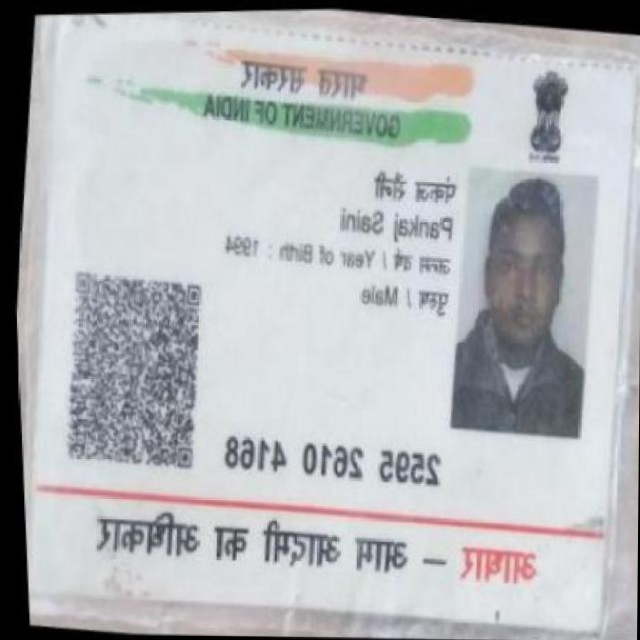 भारत सरकार
GOVERNMENT OF INDIA
पंकज सैनी
Pankaj Saini
जन्म वर्ष / Year of Birth : 1994
पुरुष / Male
2595 2610 4168
आधार – आम आदमी का अधिकार